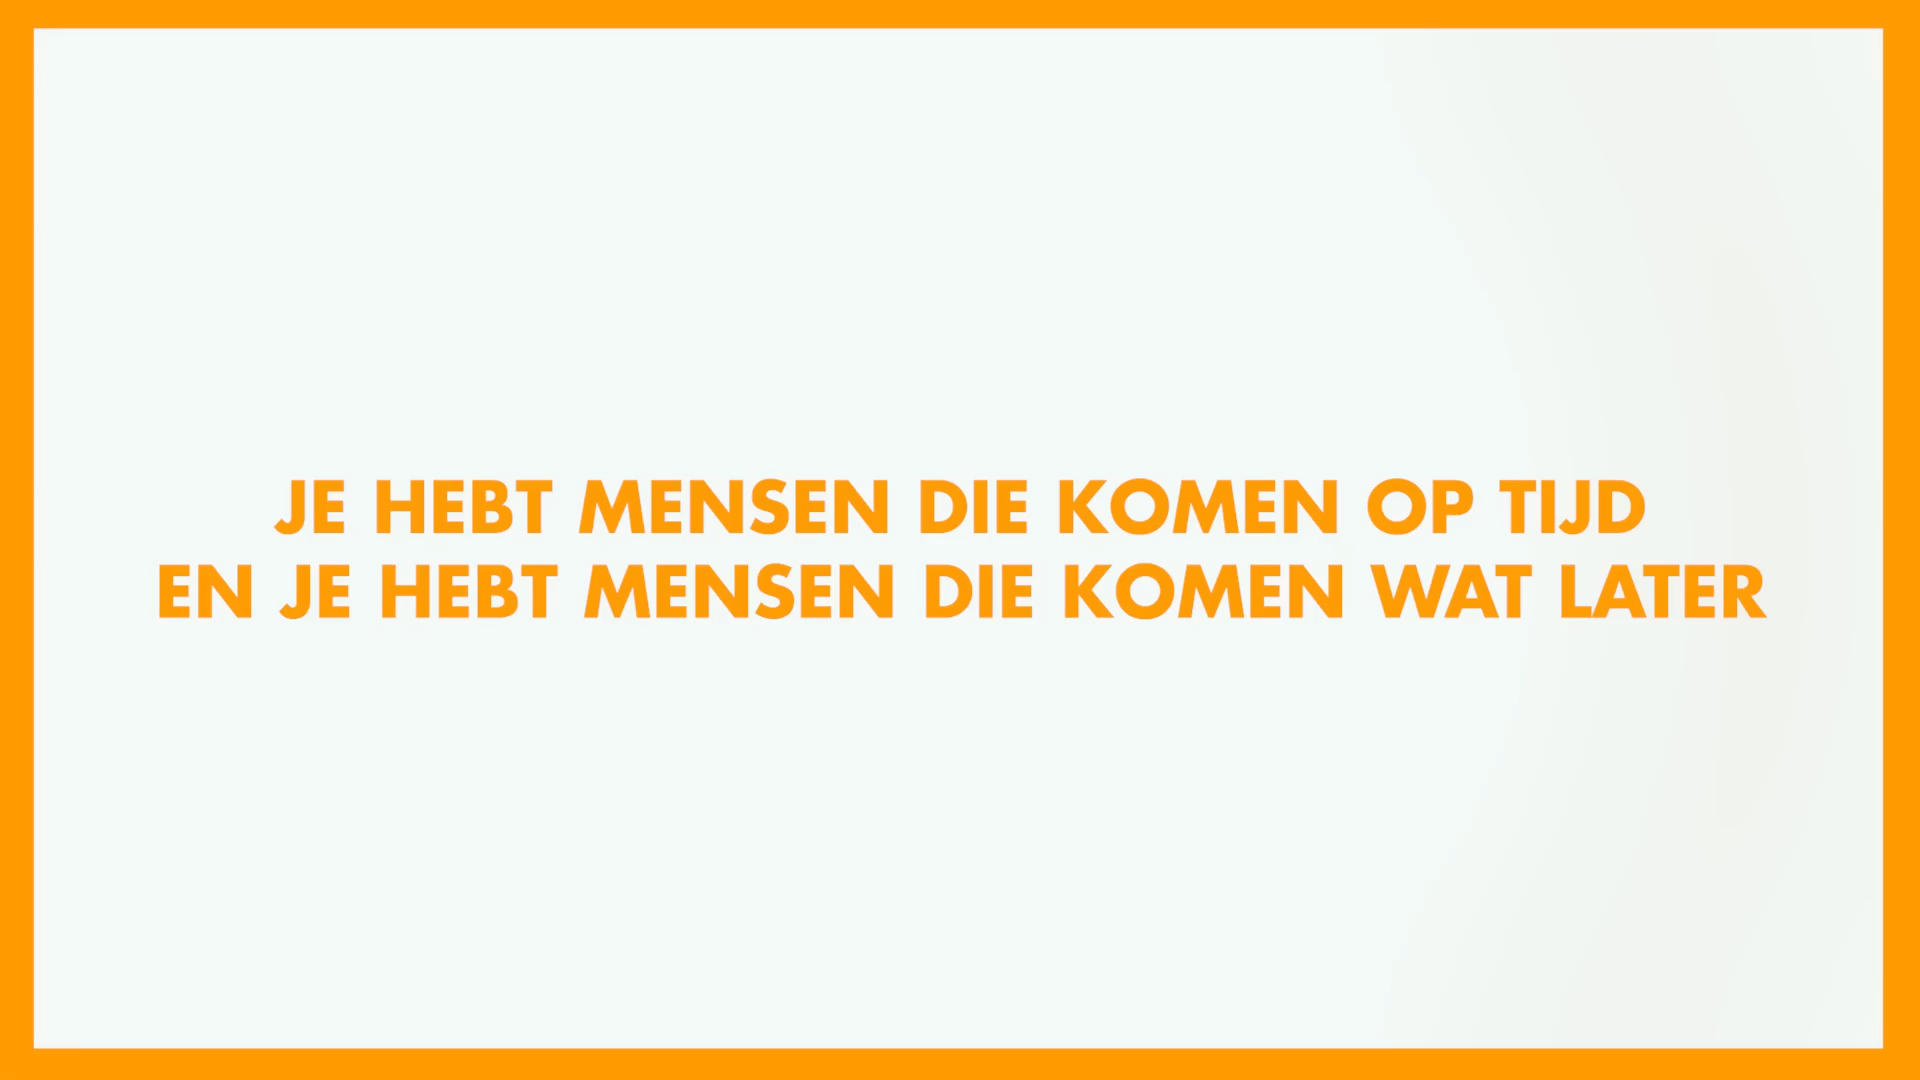 JE HEBT MENSEN DIE KOMEN OP TIJD
EN JE HEBT MENSEN DIE KOMEN WAT LATER